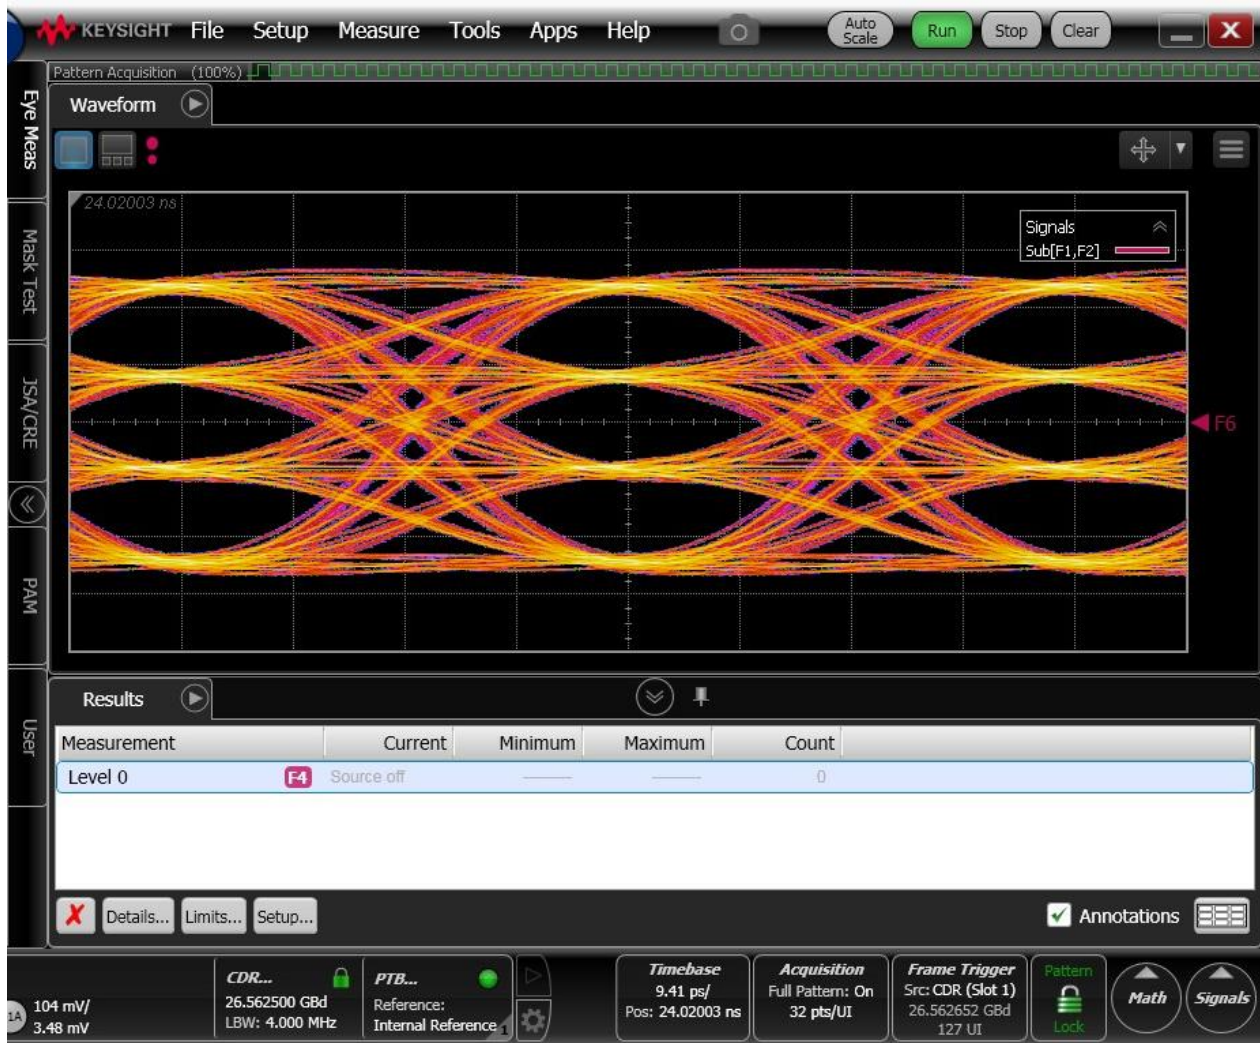 KEYSIGHT File Setup Measure Tools Apps Help Auto Scale Run Stop Clear X
Pattern Acquisition (100%)
Waveform
Eye Meas
Mask Test
JSA/CRE
PAM
User
24.02003 ns
Signals
Sub[F1,F2]
F6
Results
Measurement Current Minimum Maximum Count
Level 0 F4 Source off 0
Details... Limits... Setup... Annotations
1A
104 mV/
3.48 mV
CDR...
26.562500 GBd
LBW: 4.000 MHz
PTB...
Reference:
Internal Reference 1
Timebase
9.41 ps/
Pos: 24.02003 ns
Acquisition
Full Pattern: On
32 pts/UI
Frame Trigger
Src: CDR (Slot 1)
26.562652 GBd
127 UI
Pattern
Lock
Math
Signals